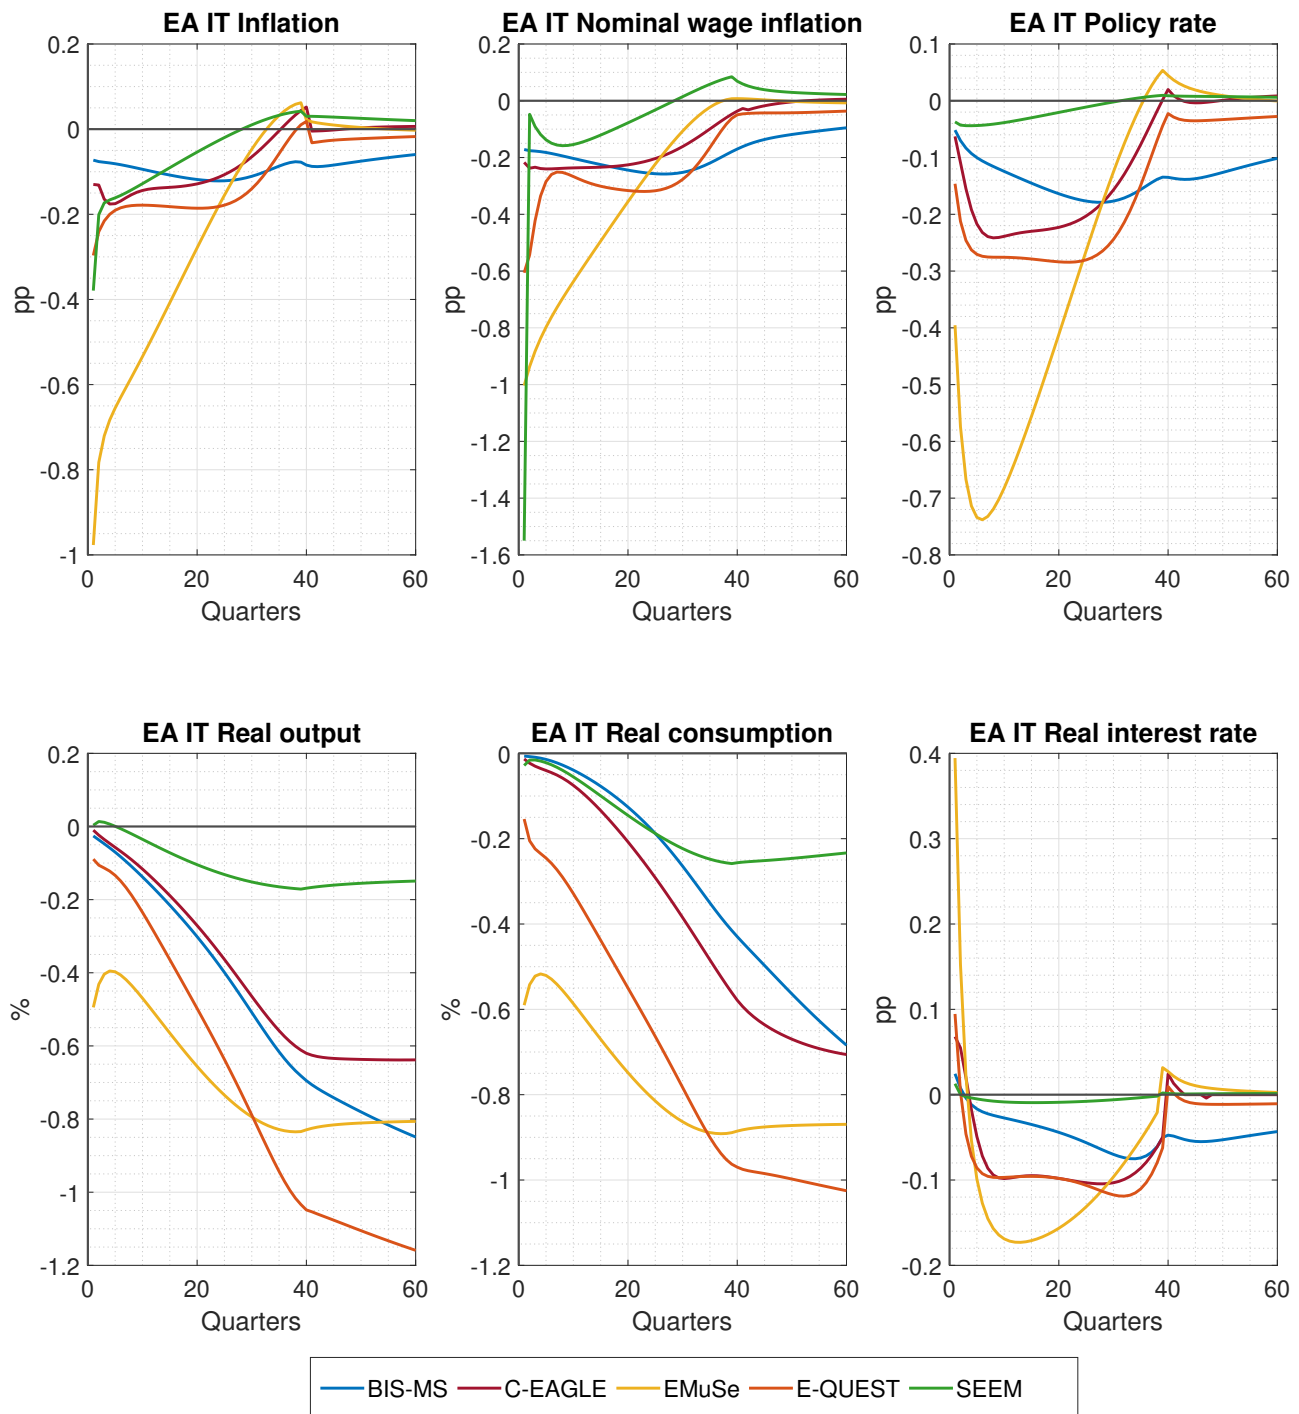 EA IT Inflation
0.2
0
-0.2
-0.4
-0.6
-0.8
-1
pp
0 20 40 60
Quarters
EA IT Nominal wage inflation
0.2
0
-0.2
-0.4
-0.6
-0.8
-1
-1.2
-1.4
-1.6
pp
0 20 40 60
Quarters
EA IT Policy rate
0.1
0
-0.1
-0.2
-0.3
-0.4
-0.5
-0.6
-0.7
-0.8
pp
0 20 40 60
Quarters
EA IT Real output
0.2
0
-0.2
-0.4
-0.6
-0.8
-1
-1.2
%
0 20 40 60
Quarters
EA IT Real consumption
0
-0.2
-0.4
-0.6
-0.8
-1
-1.2
%
0 20 40 60
Quarters
EA IT Real interest rate
0.4
0.3
0.2
0.1
0
-0.1
-0.2
pp
0 20 40 60
Quarters
BIS-MS C-EAGLE EMuSe E-QUEST SEEM